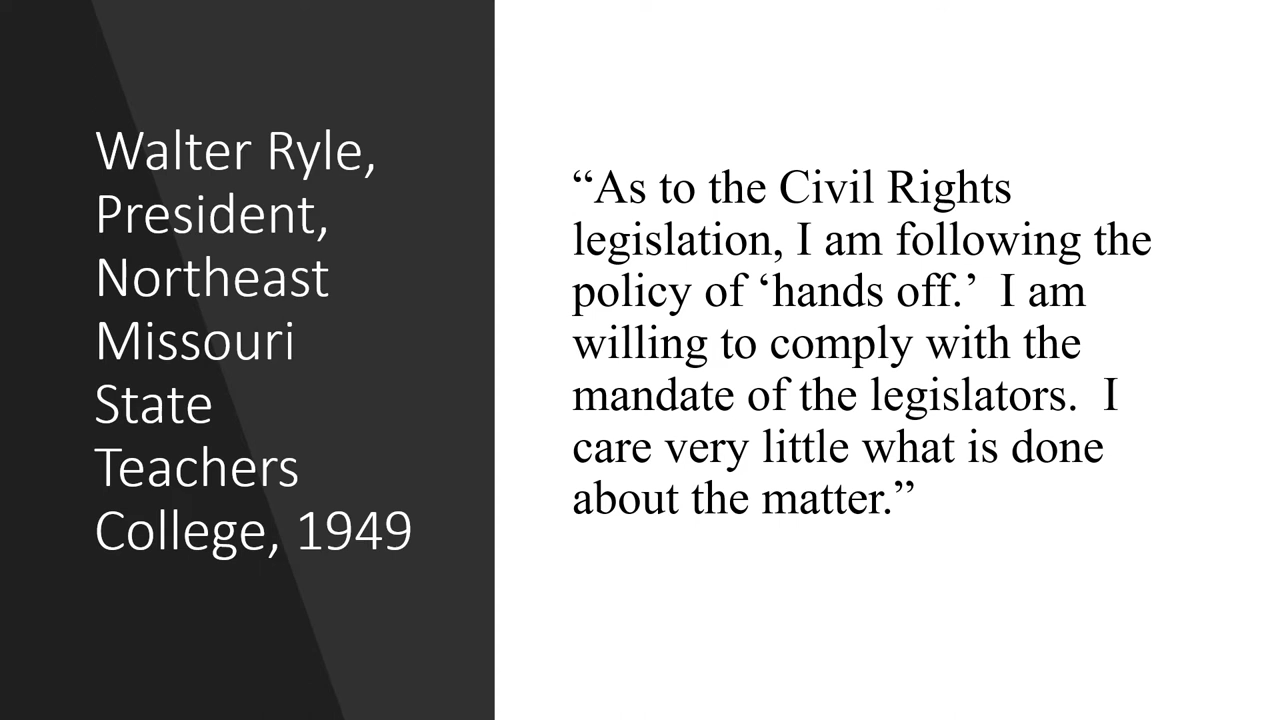 Walter Ryle,
President,
Northeast
Missouri
State
Teachers
College, 1949
“As to the Civil Rights
legislation, I am following the
policy of ‘hands off.’  I am
willing to comply with the
mandate of the legislators.  I
care very little what is done
about the matter.”